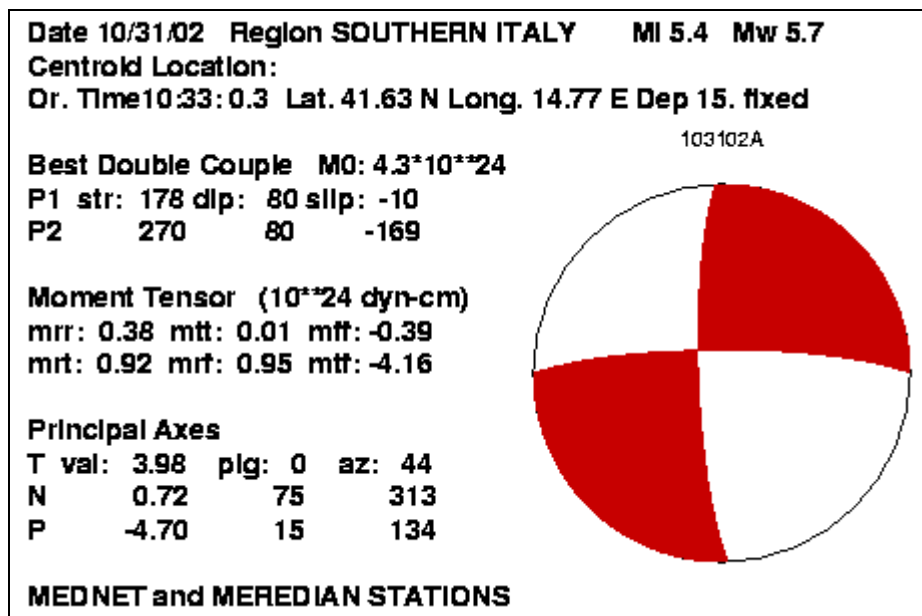 Date 10/31/02 Region SOUTHERN ITALY Ml 5.4 Mw 5.7
Centroid Location:
Or. Time10:33: 0.3 Lat. 41.63 N Long. 14.77 E Dep 15. fixed
103102A
Best Double Couple M0: 4.3*10**24
P1 str: 178 dip: 80 slip: -10
P2 270 80 -169
Moment Tensor (10**24 dyn-cm)
mrr: 0.38 mtt: 0.01 mff: -0.39
mrt: 0.92 mrf: 0.95 mtf: -4.16
Principal Axes
T val: 3.98 plg: 0 az: 44
N 0.72 75 313
P -4.70 15 134
MEDNET and MEREDIAN STATIONS